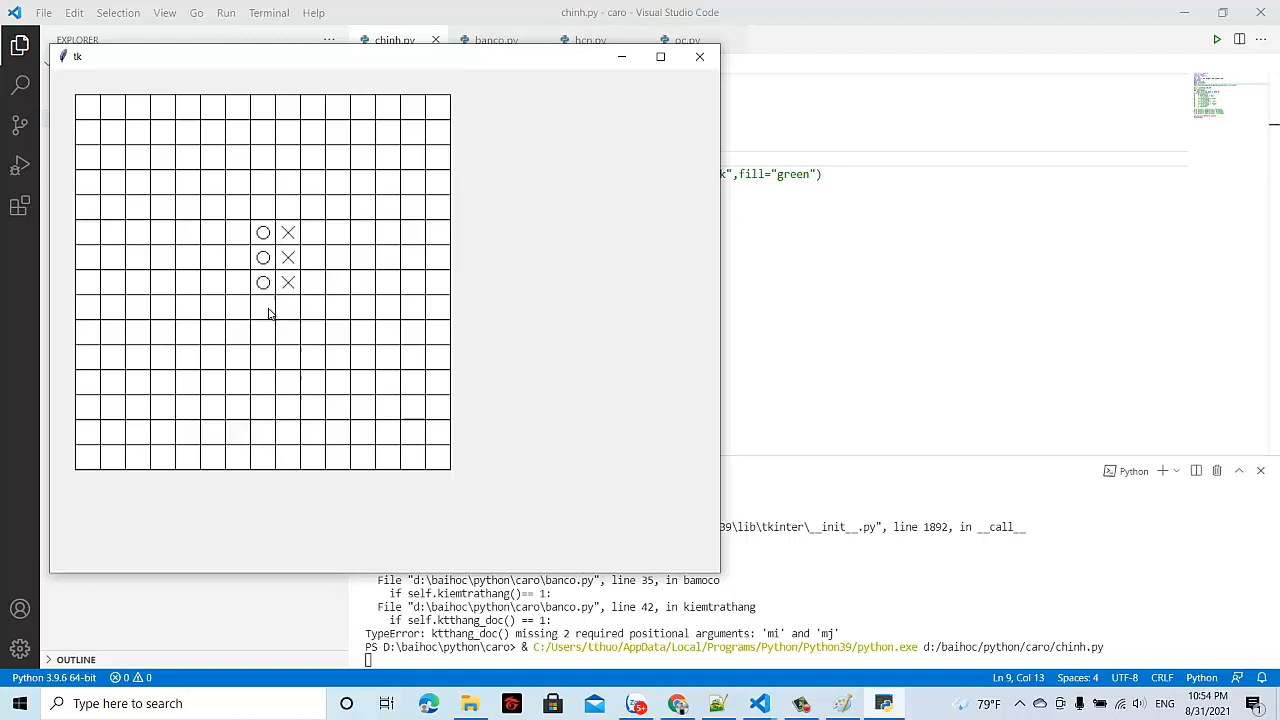 File Edit Selection View Go Run Terminal Help
chinh.py - caro - Visual Studio Code
EXPLORER
chinh.py
banco.py
hcn.py
oc.py
tk
k",fill="green")
Python
39\lib\tkinter\__init__.py", line 1892, in __call__
File "d:\baihoc\python\caro\banco.py", line 35, in bamoco
if self.kiemtrathang()== 1:
File "d:\baihoc\python\caro\banco.py", line 42, in kiemtrathang
if self.ktthang_doc() == 1:
TypeError: ktthang_doc() missing 2 required positional arguments: 'mi' and 'mj'
PS D:\baihoc\python\caro> & C:/Users/tthuo/AppData/Local/Programs/Python/Python39/python.exe d:/baihoc/python/caro/chinh.py
OUTLINE
Python 3.9.6 64-bit
0 0
Ln 9, Col 13 Spaces: 4 UTF-8 CRLF Python
Type here to search
5+
79°F
ENG
10:54 PM
8/31/2021